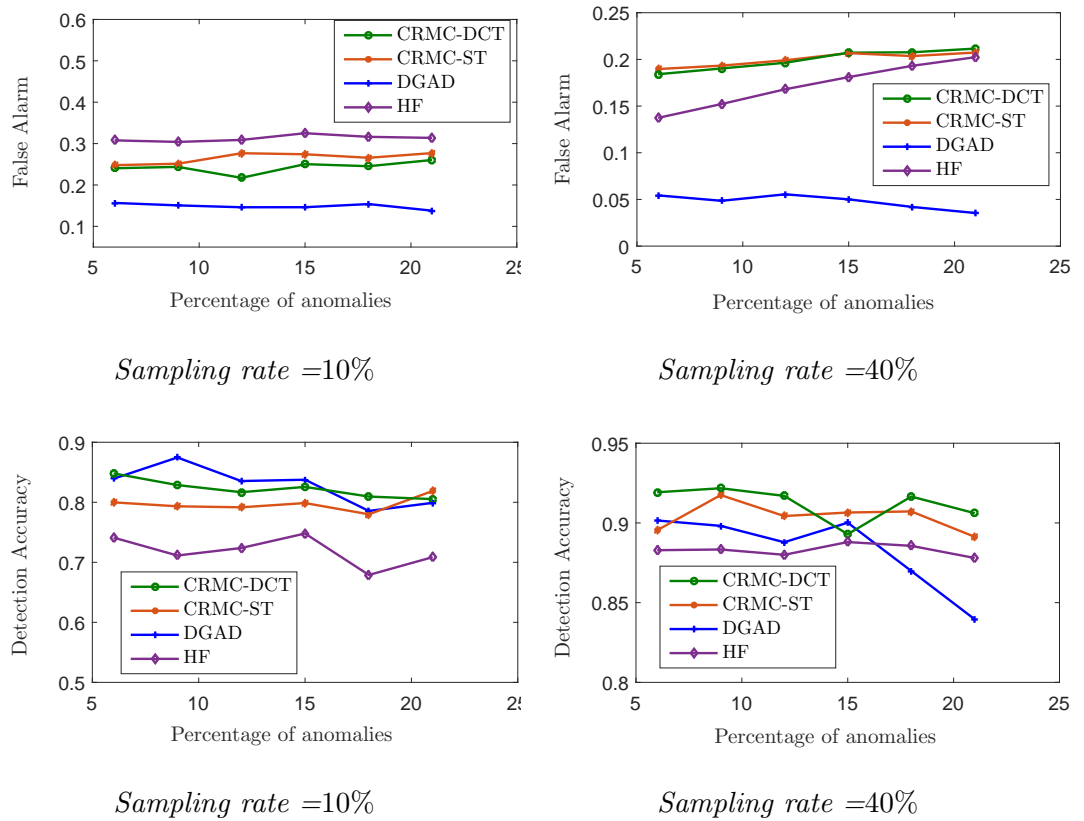 0.6
0.5
0.4
0.3
0.2
0.1
False Alarm
CRMC-DCT
CRMC-ST
DGAD
HF
5 10 15 20 25
Percentage of anomalies
Sampling rate =10%
0.25
0.2
0.15
0.1
0.05
0
False Alarm
CRMC-DCT
CRMC-ST
DGAD
HF
5 10 15 20 25
Percentage of anomalies
Sampling rate =40%
0.9
0.8
0.7
0.6
0.5
Detection Accuracy
CRMC-DCT
CRMC-ST
DGAD
HF
5 10 15 20 25
Percentage of anomalies
Sampling rate =10%
0.95
0.9
0.85
0.8
Detection Accuracy
CRMC-DCT
CRMC-ST
DGAD
HF
5 10 15 20 25
Percentage of anomalies
Sampling rate =40%